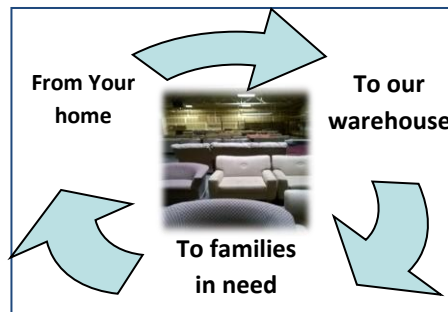 From Your
home
To our
warehouse
To families
in need